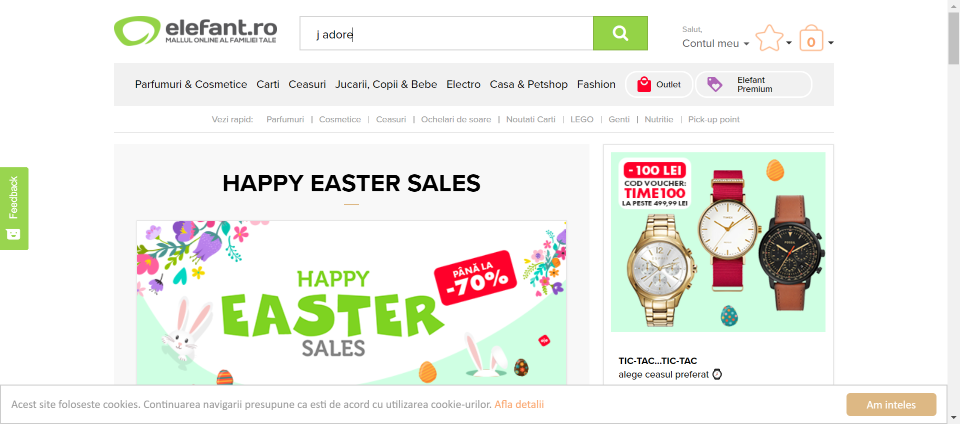 elefant.ro
MALLUL ONLINE AL FAMILIEI TALE
j adore
Salut,
Contul meu
0
Parfumuri & Cosmetice Carti Ceasuri Jucarii, Copii & Bebe Electro Casa & Petshop Fashion Outlet Elefant Premium
Vezi rapid: Parfumuri | Cosmetice | Ceasuri | Ochelari de soare | Noutati Carti | LEGO | Genti | Nutritie | Pick-up point
Feedback
HAPPY EASTER SALES
HAPPY
EASTER
SALES
PÂNĂ LA
-70%
- 100 LEI
COD VOUCHER:
TIME100
LA PESTE 499,99 LEI
TIC-TAC...TIC-TAC
alege ceasul preferat
Acest site foloseste cookies. Continuarea navigarii presupune ca esti de acord cu utilizarea cookie-urilor. Afla detalii
Am inteles